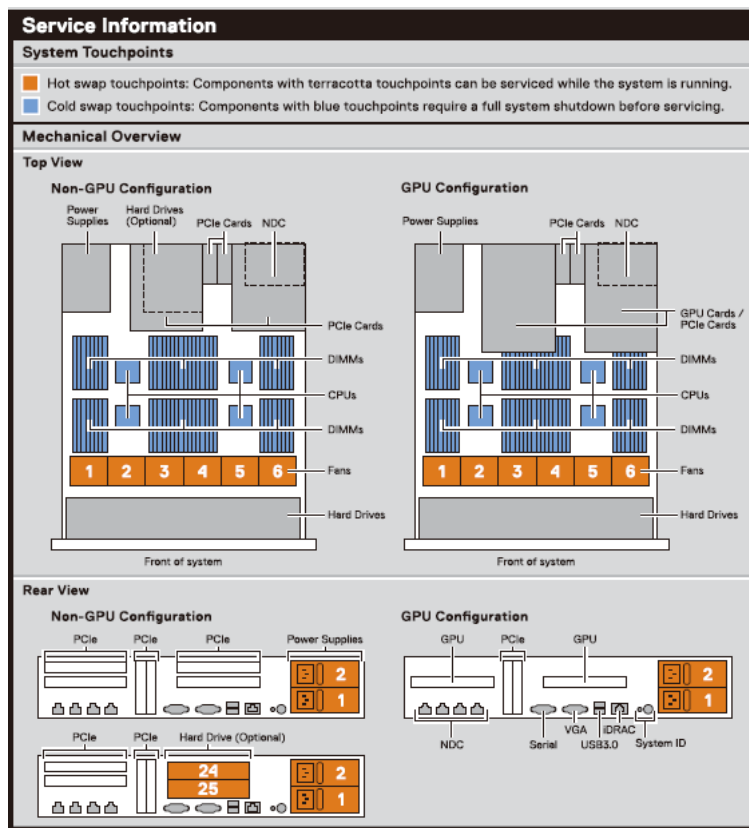 Service Information
System Touchpoints
Hot swap touchpoints: Components with terracotta touchpoints can be serviced while the system is running.
Cold swap touchpoints: Components with blue touchpoints require a full system shutdown before servicing.
Mechanical Overview
Top View
Non-GPU Configuration
Power Supplies
Hard Drives (Optional)
PCIe Cards
NDC
PCIe Cards
DIMMs
CPUs
DIMMs
1 2 3 4 5 6
Fans
Hard Drives
Front of system
GPU Configuration
Power Supplies
PCIe Cards
NDC
GPU Cards /
PCIe Cards
DIMMs
CPUs
DIMMs
1 2 3 4 5 6
Fans
Hard Drives
Front of system
Rear View
Non-GPU Configuration
PCIe PCIe PCIe Power Supplies
2
1
PCIe PCIe Hard Drive (Optional)
24
25
2
1
GPU Configuration
GPU PCIe GPU
2
1
NDC
Serial
VGA
USB3.0
iDRAC
System ID